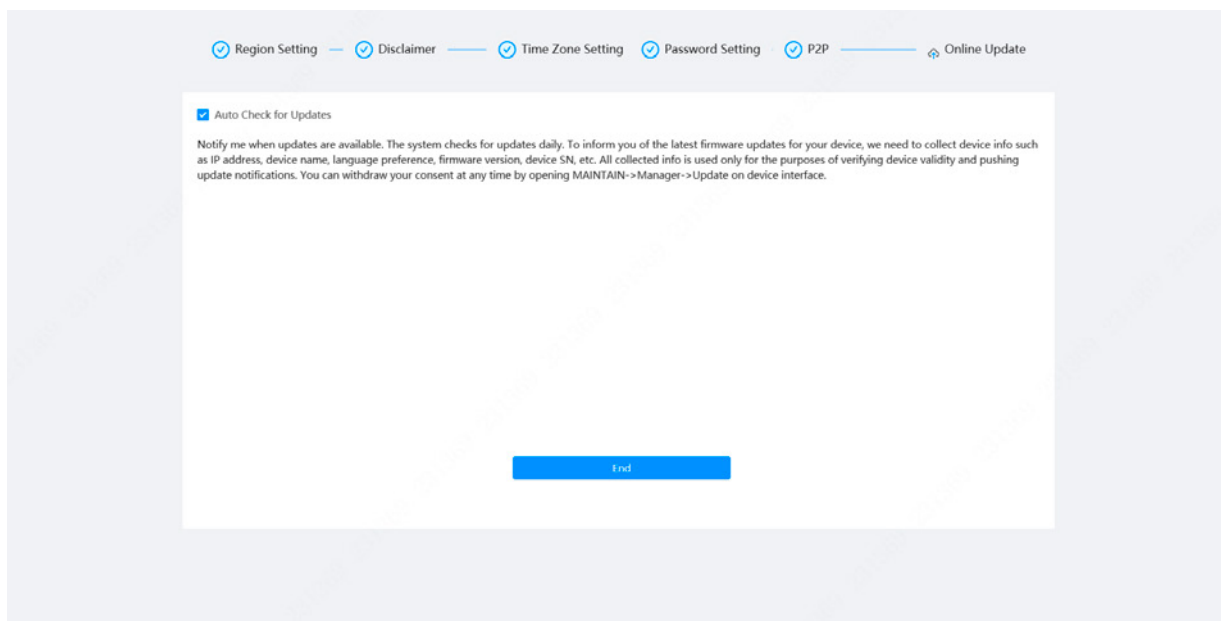 Region Setting Disclaimer Time Zone Setting Password Setting P2P Online Update
Auto Check for Updates
Notify me when updates are available. The system checks for updates daily. To inform you of the latest firmware updates for your device, we need to collect device info such
as IP address, device name, language preference, firmware version, device SN, etc. All collected info is used only for the purposes of verifying device validity and pushing
update notifications. You can withdraw your consent at any time by opening MAINTAIN->Manager->Update on device interface.
End